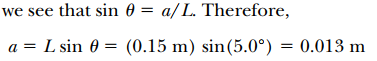 we see that sin θ = a/L. Therefore,
a = L sin θ = (0.15 m) sin(5.0°) = 0.013 m